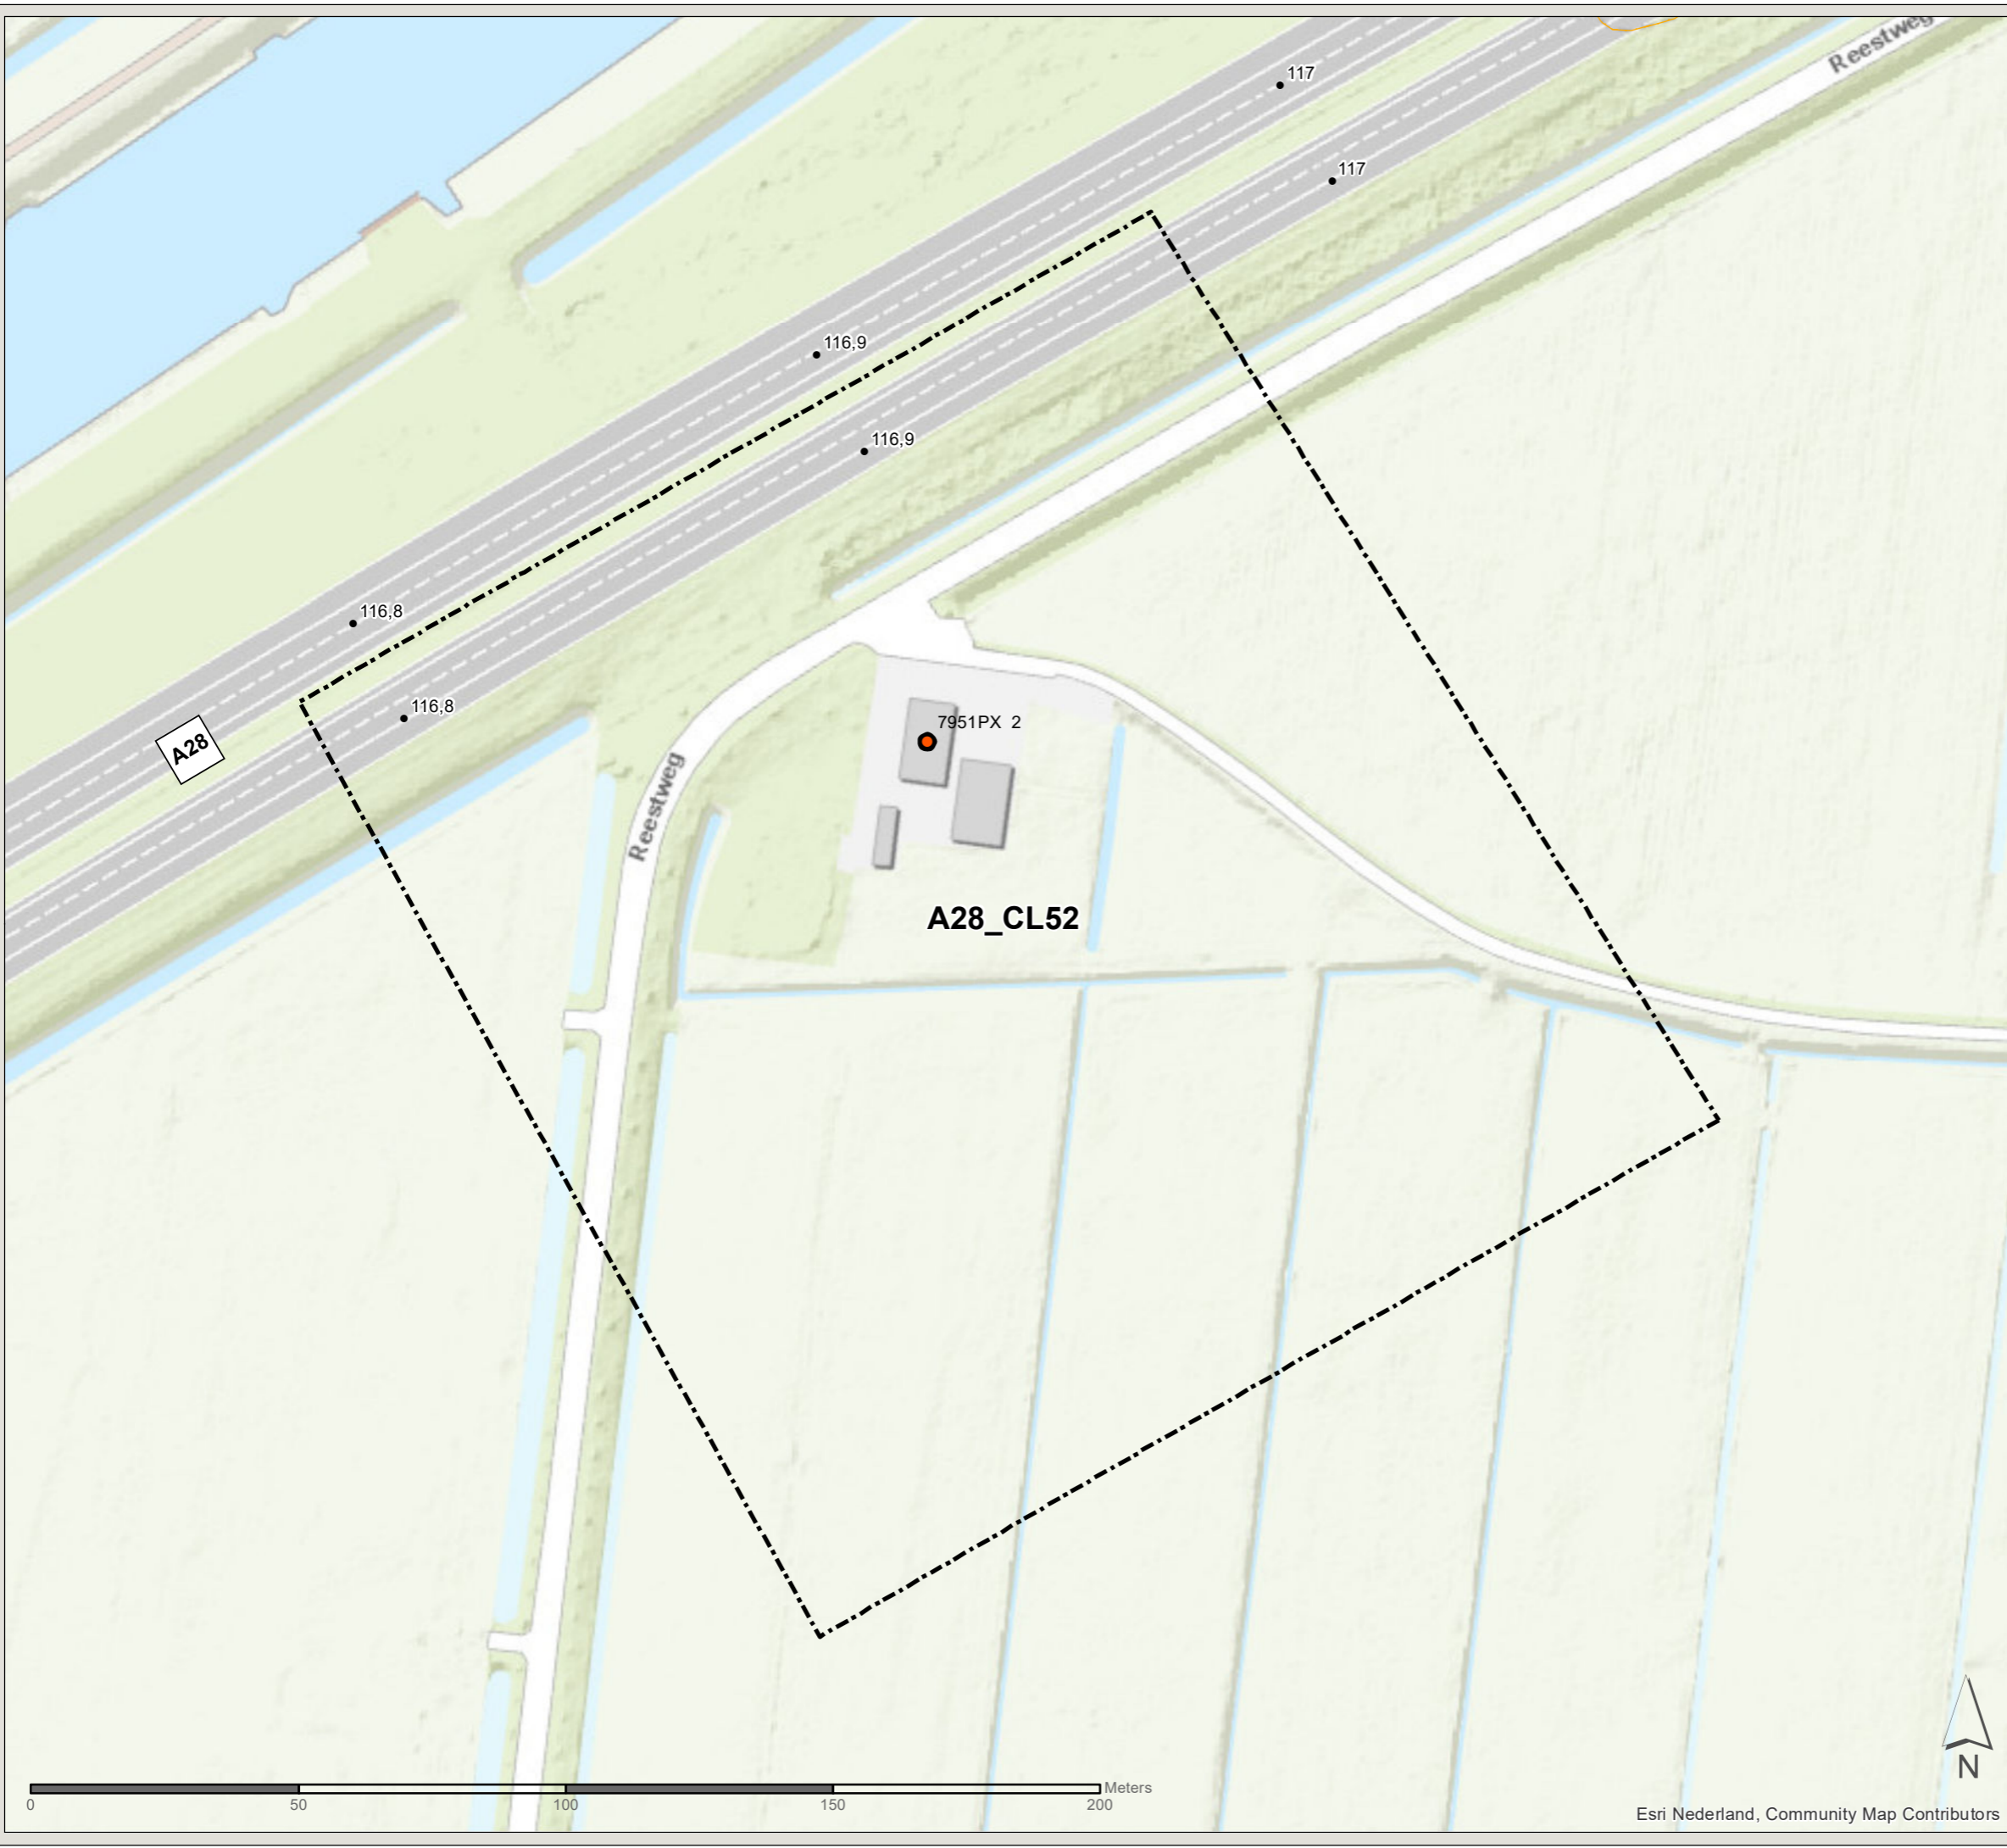 Reestweg
117
117
116,9
116,9
116,8
116,8
A28
7951PX 2
Reestweg
A28_CL52
N
Meters
0 50 100 150 200
Esri Nederland, Community Map Contributors